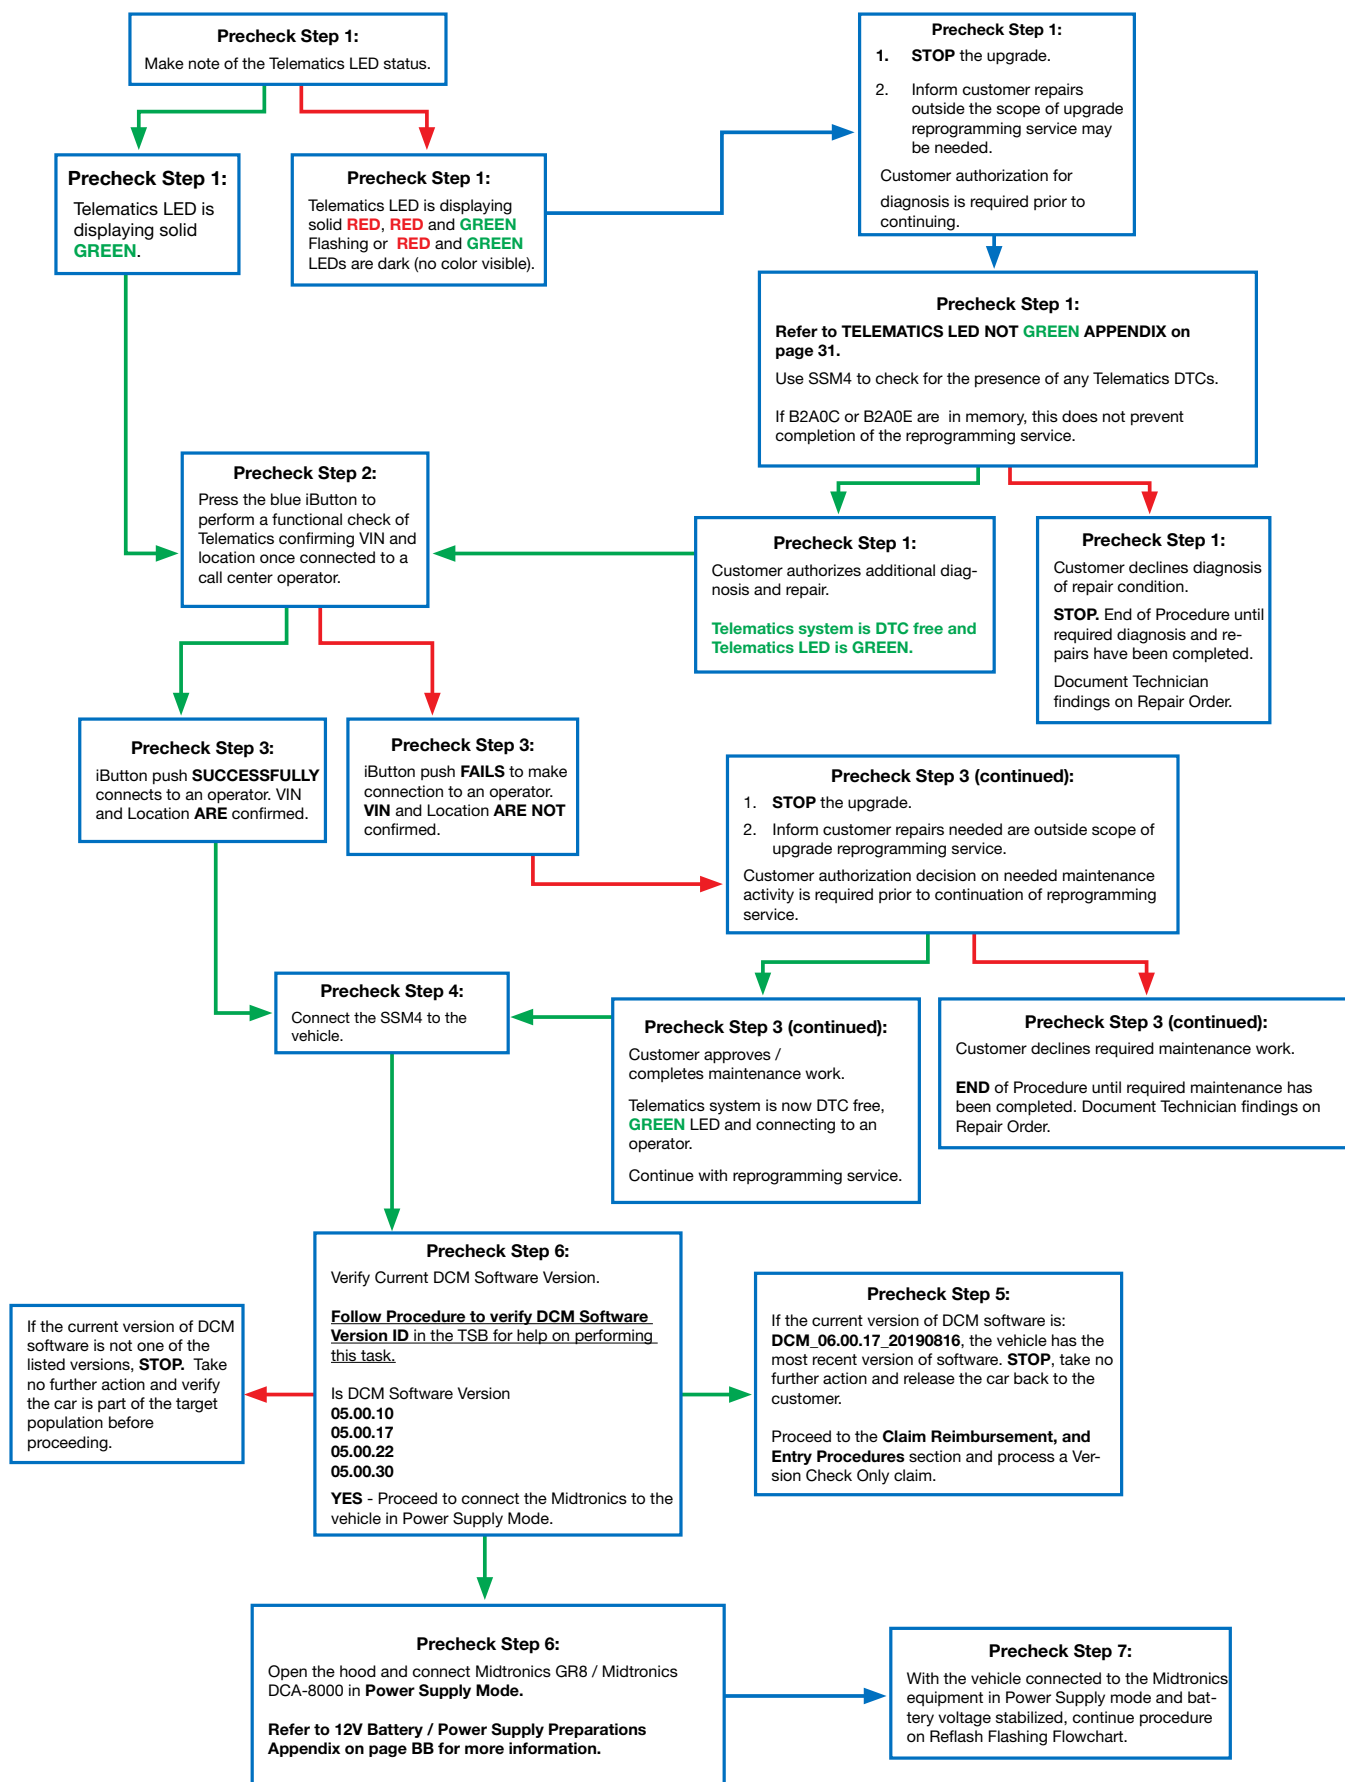 Precheck Step 1:
Make note of the Telematics LED status.
Precheck Step 1:
1. STOP the upgrade.
2. Inform customer repairs
outside the scope of upgrade
reprogramming service may
be needed.
Customer authorization for
diagnosis is required prior to
continuing.
Precheck Step 1:
Telematics LED is
displaying solid
GREEN.
Precheck Step 1:
Telematics LED is displaying
solid RED, RED and GREEN
Flashing or RED and GREEN
LEDs are dark (no color visible).
Precheck Step 1:
Refer to TELEMATICS LED NOT GREEN APPENDIX on
page 31.
Use SSM4 to check for the presence of any Telematics DTCs.
If B2A0C or B2A0E are in memory, this does not prevent
completion of the reprogramming service.
Precheck Step 2:
Press the blue iButton to
perform a functional check of
Telematics confirming VIN and
location once connected to a
call center operator.
Precheck Step 1:
Customer authorizes additional diag-
nosis and repair.
Telematics system is DTC free and
Telematics LED is GREEN.
Precheck Step 1:
Customer declines diagnosis
of repair condition.
STOP. End of Procedure until
required diagnosis and re-
pairs have been completed.
Document Technician
findings on Repair Order.
Precheck Step 3:
iButton push SUCCESSFULLY
connects to an operator. VIN
and Location ARE confirmed.
Precheck Step 3:
iButton push FAILS to make
connection to an operator.
VIN and Location ARE NOT
confirmed.
Precheck Step 3 (continued):
1. STOP the upgrade.
2. Inform customer repairs needed are outside scope of
upgrade reprogramming service.
Customer authorization decision on needed maintenance
activity is required prior to continuation of reprogramming
service.
Precheck Step 4:
Connect the SSM4 to the
vehicle.
Precheck Step 3 (continued):
Customer approves /
completes maintenance work.
Telematics system is now DTC free,
GREEN LED and connecting to an
operator.
Continue with reprogramming service.
Precheck Step 3 (continued):
Customer declines required maintenance work.
END of Procedure until required maintenance has
been completed. Document Technician findings on
Repair Order.
If the current version of DCM
software is not one of the
listed versions, STOP. Take
no further action and verify
the car is part of the target
population before
proceeding.
Precheck Step 6:
Verify Current DCM Software Version.
Follow Procedure to verify DCM Software
Version ID in the TSB for help on performing
this task.
Is DCM Software Version
05.00.10
05.00.17
05.00.22
05.00.30
YES - Proceed to connect the Midtronics to the
vehicle in Power Supply Mode.
Precheck Step 5:
If the current version of DCM software is:
DCM_06.00.17_20190816, the vehicle has the
most recent version of software. STOP, take no
further action and release the car back to the
customer.
Proceed to the Claim Reimbursement, and
Entry Procedures section and process a Ver-
sion Check Only claim.
Precheck Step 6:
Open the hood and connect Midtronics GR8 / Midtronics
DCA-8000 in Power Supply Mode.
Refer to 12V Battery / Power Supply Preparations
Appendix on page BB for more information.
Precheck Step 7:
With the vehicle connected to the Midtronics
equipment in Power Supply mode and bat-
tery voltage stabilized, continue procedure
on Reflash Flashing Flowchart.